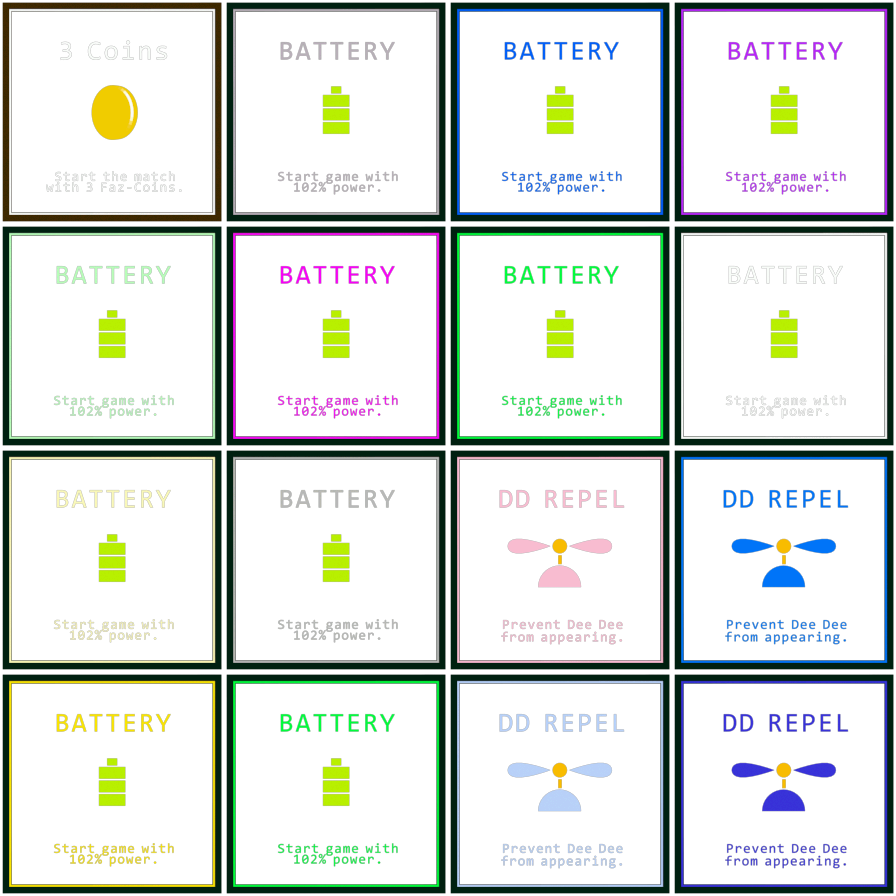 3 Coins
Start the match
with 3 Faz-Coins.
BATTERY
Start game with
102% power.
BATTERY
Start game with
102% power.
BATTERY
Start game with
102% power.
BATTERY
Start game with
102% power.
BATTERY
Start game with
102% power.
BATTERY
Start game with
102% power.
BATTERY
Start game with
102% power.
BATTERY
Start game with
102% power.
BATTERY
Start game with
102% power.
DD REPEL
Prevent Dee Dee
from appearing.
DD REPEL
Prevent Dee Dee
from appearing.
BATTERY
Start game with
102% power.
BATTERY
Start game with
102% power.
DD REPEL
Prevent Dee Dee
from appearing.
DD REPEL
Prevent Dee Dee
from appearing.